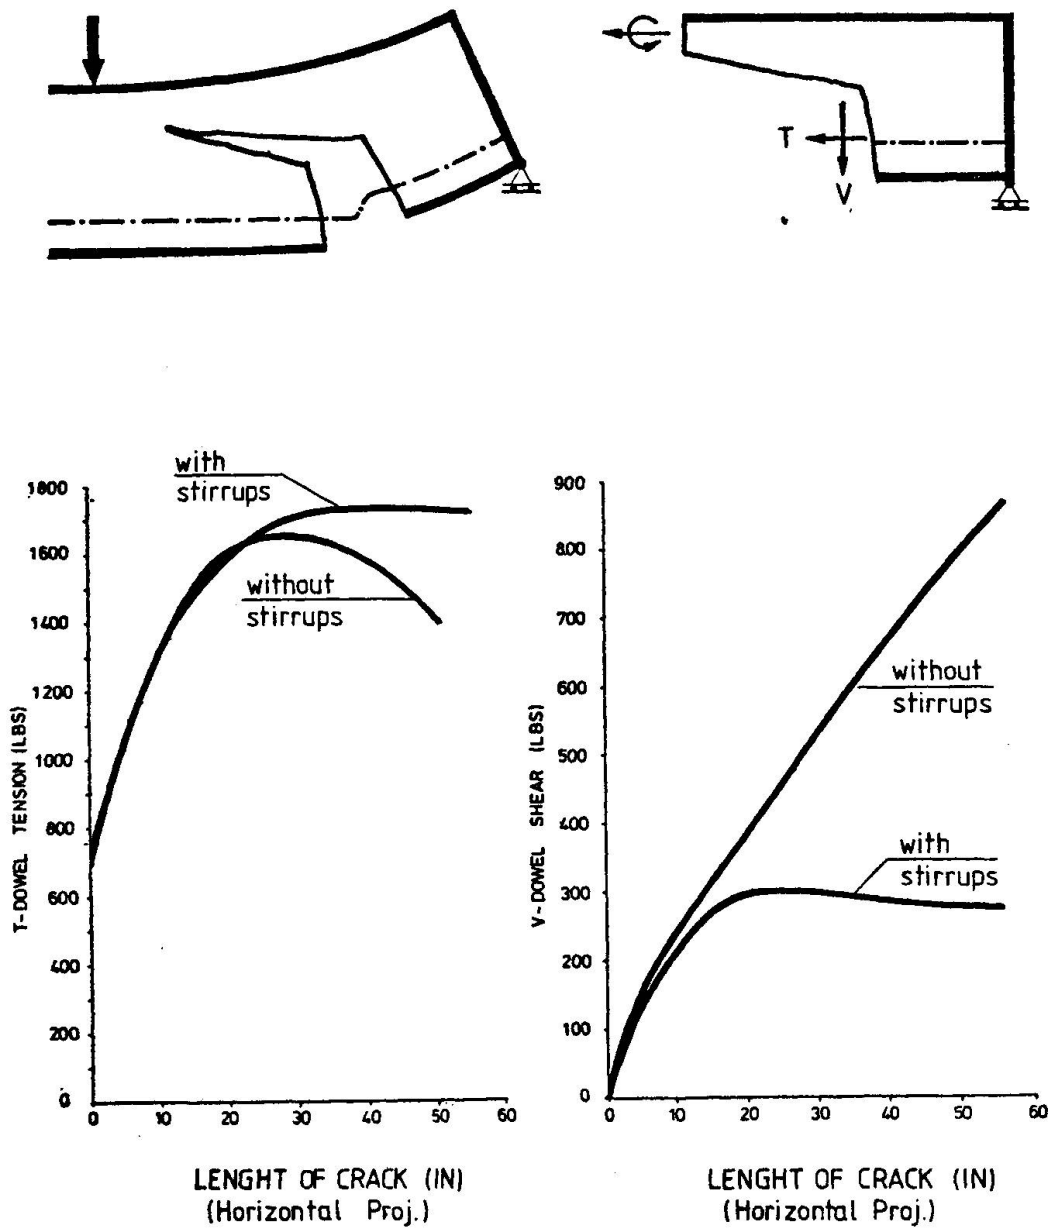 T
V
with
stirrups
without
stirrups
1800
1600
1400
1200
1000
800
600
400
200
0
T-DOWEL TENSION (LBS)
0 10 20 30 40 50 60
LENGHT OF CRACK (IN)
(Horizontal Proj.)
without
stirrups
with
stirrups
900
800
700
600
500
400
300
200
100
0
V-DOWEL SHEAR (LBS)
0 10 20 30 40 50 60
LENGHT OF CRACK (IN)
(Horizontal Proj.)